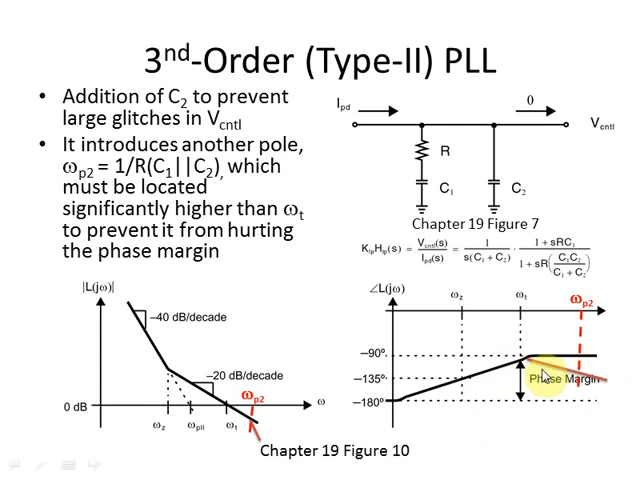 3nd-Order (Type-II) PLL
• Addition of C2 to prevent
large glitches in Vcntl
• It introduces another pole,
ωp2 = 1/R(C1||C2), which
must be located
significantly higher than ωt
to prevent it from hurting
the phase margin
Ipd
0
Vcntl
R
C1
C2
Chapter 19 Figure 7
KlpHlp(s) = Vcntl(s)/Ipd(s) = 1/s(C1 + C2) · 1 + sRC1/1 + sR(C1C2/C1 + C2)
|L(jω)|
–40 dB/decade
–20 dB/decade
ωp2
0 dB
ω
ωz
ωpll
ωt
∠L(jω)
ωz
ωt
ωp2
–90º
–135º
–180º
Phase Margin
Chapter 19 Figure 10